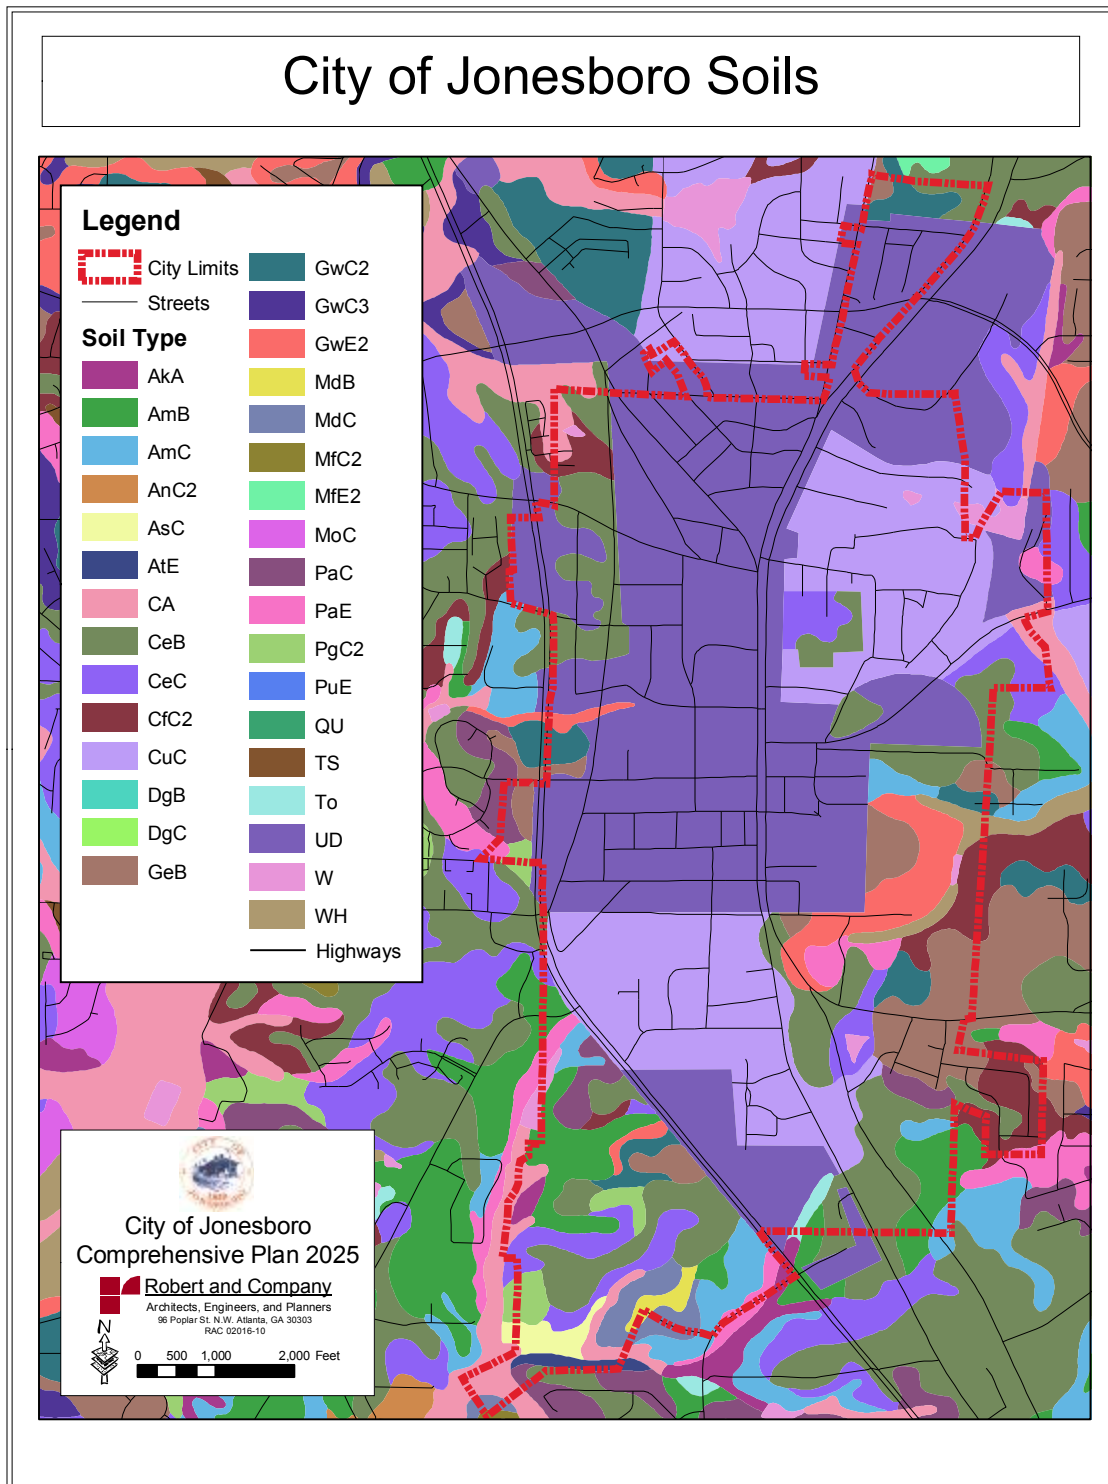 City of Jonesboro Soils
Legend
City Limits
Streets
Soil Type
AkA
AmB
AmC
AnC2
AsC
AtE
CA
CeB
CeC
CfC2
CuC
DgB
DgC
GeB
GwC2
GwC3
GwE2
MdB
MdC
MfC2
MfE2
MoC
PaC
PaE
PgC2
PuE
QU
TS
To
UD
W
WH
Highways
City of Jonesboro
Comprehensive Plan 2025
Robert and Company
Architects, Engineers, and Planners
96 Poplar St. N.W. Atlanta, GA 30303
RAC 02016-10
N
0 500 1,000 2,000 Feet